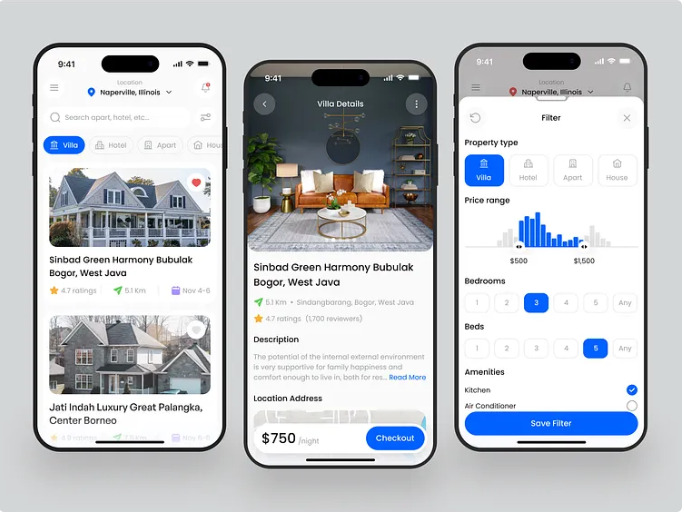 9:41
Location
Naperville, Illinois
Search apart, hotel, etc...
Villa
Hotel
Apart
Hous
Sinbad Green Harmony Bubulak
Bogor, West Java
4.7 ratings
5.1 Km
Nov 4-6
Jati Indah Luxury Great Palangka,
Center Borneo
4.9 ratings
Nov 5-6
9:41
Villa Details
Sinbad Green Harmony Bubulak
Bogor, West Java
5.1 Km • Sindangbarang, Bogor, West Java
4.7 ratings (1,700 reviewers)
Description
The potential of the internal external environment
is very supportive for family happiness and
comfort enough to live in, both for res... Read More
Location Address
$750 /night
Checkout
9:41
Location
Naperville, Illinois
Filter
Property type
Villa
Hotel
Apart
House
Price range
$500
$1,500
Bedrooms
1
2
3
4
5
Any
Beds
1
2
3
4
5
Any
Amenities
Kitchen
Air Conditioner
Save Filter